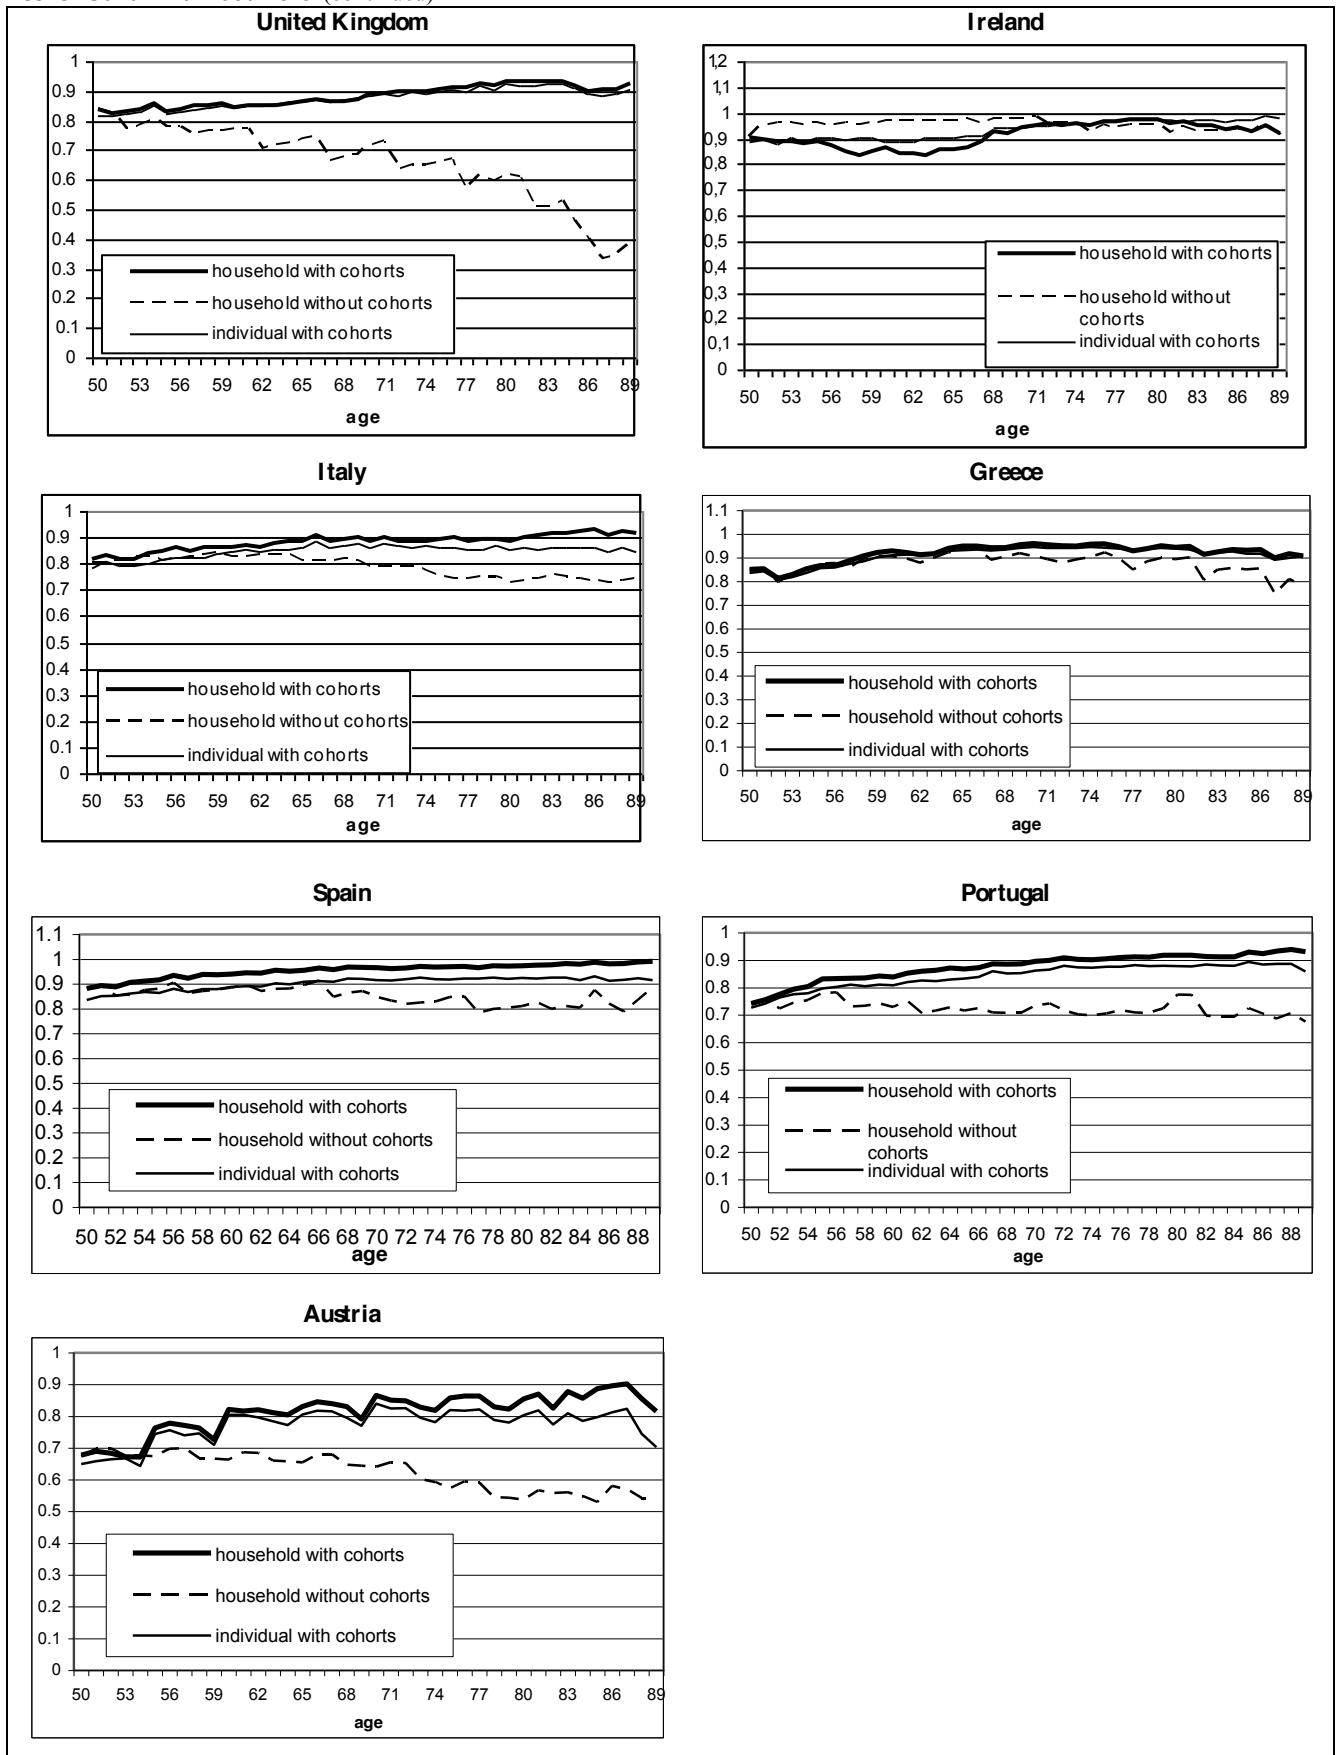 (continued)
United Kingdom
1
0.9
0.8
0.7
0.6
0.5
0.4
0.3
0.2
0.1
0
household with cohorts
household without cohorts
individual with cohorts
50 53 56 59 62 65 68 71 74 77 80 83 86 89
age
Ireland
1,2
1,1
1
0,9
0,8
0,7
0,6
0,5
0,4
0,3
0,2
0,1
0
household with cohorts
household without
cohorts
individual with cohorts
50 53 56 59 62 65 68 71 74 77 80 83 86 89
age
Italy
1
0.9
0.8
0.7
0.6
0.5
0.4
0.3
0.2
0.1
0
household with cohorts
household without cohorts
individual with cohorts
50 53 56 59 62 65 68 71 74 77 80 83 86 89
age
Greece
1.1
1
0.9
0.8
0.7
0.6
0.5
0.4
0.3
0.2
0.1
0
household with cohorts
household without cohorts
individual with cohorts
50 53 56 59 62 65 68 71 74 77 80 83 86 89
age
Spain
1.1
1
0.9
0.8
0.7
0.6
0.5
0.4
0.3
0.2
0.1
0
household with cohorts
household without cohorts
individual with cohorts
50 52 54 56 58 60 62 64 66 68 70 72 74 76 78 80 82 84 86 88
age
Portugal
1
0.9
0.8
0.7
0.6
0.5
0.4
0.3
0.2
0.1
0
household with cohorts
household without
cohorts
individual with cohorts
50 52 54 56 58 60 62 64 66 68 70 72 74 76 78 80 82 84 86 88
age
Austria
1
0.9
0.8
0.7
0.6
0.5
0.4
0.3
0.2
0.1
0
household with cohorts
household without cohorts
individual with cohorts
50 53 56 59 62 65 68 71 74 77 80 83 86 89
age